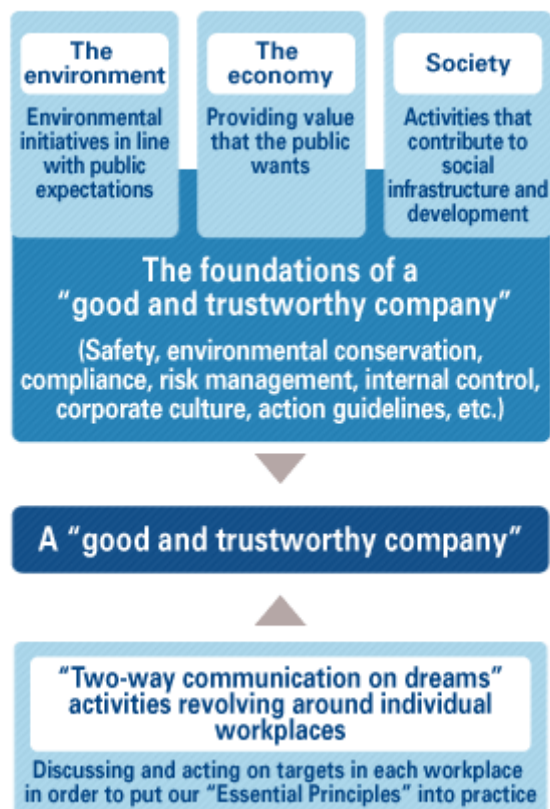 The
environment
Environmental
initiatives in line
with public
expectations
The
economy
Providing value
that the public
wants
Society
Activities that
contribute to
social
infrastructure and
development
The foundations of a
“good and trustworthy company”
(Safety, environmental conservation,
compliance, risk management, internal control,
corporate culture, action guidelines, etc.)
A “good and trustworthy company”
“Two-way communication on dreams”
activities revolving around individual
workplaces
Discussing and acting on targets in each workplace
in order to put our “Essential Principles” into practice